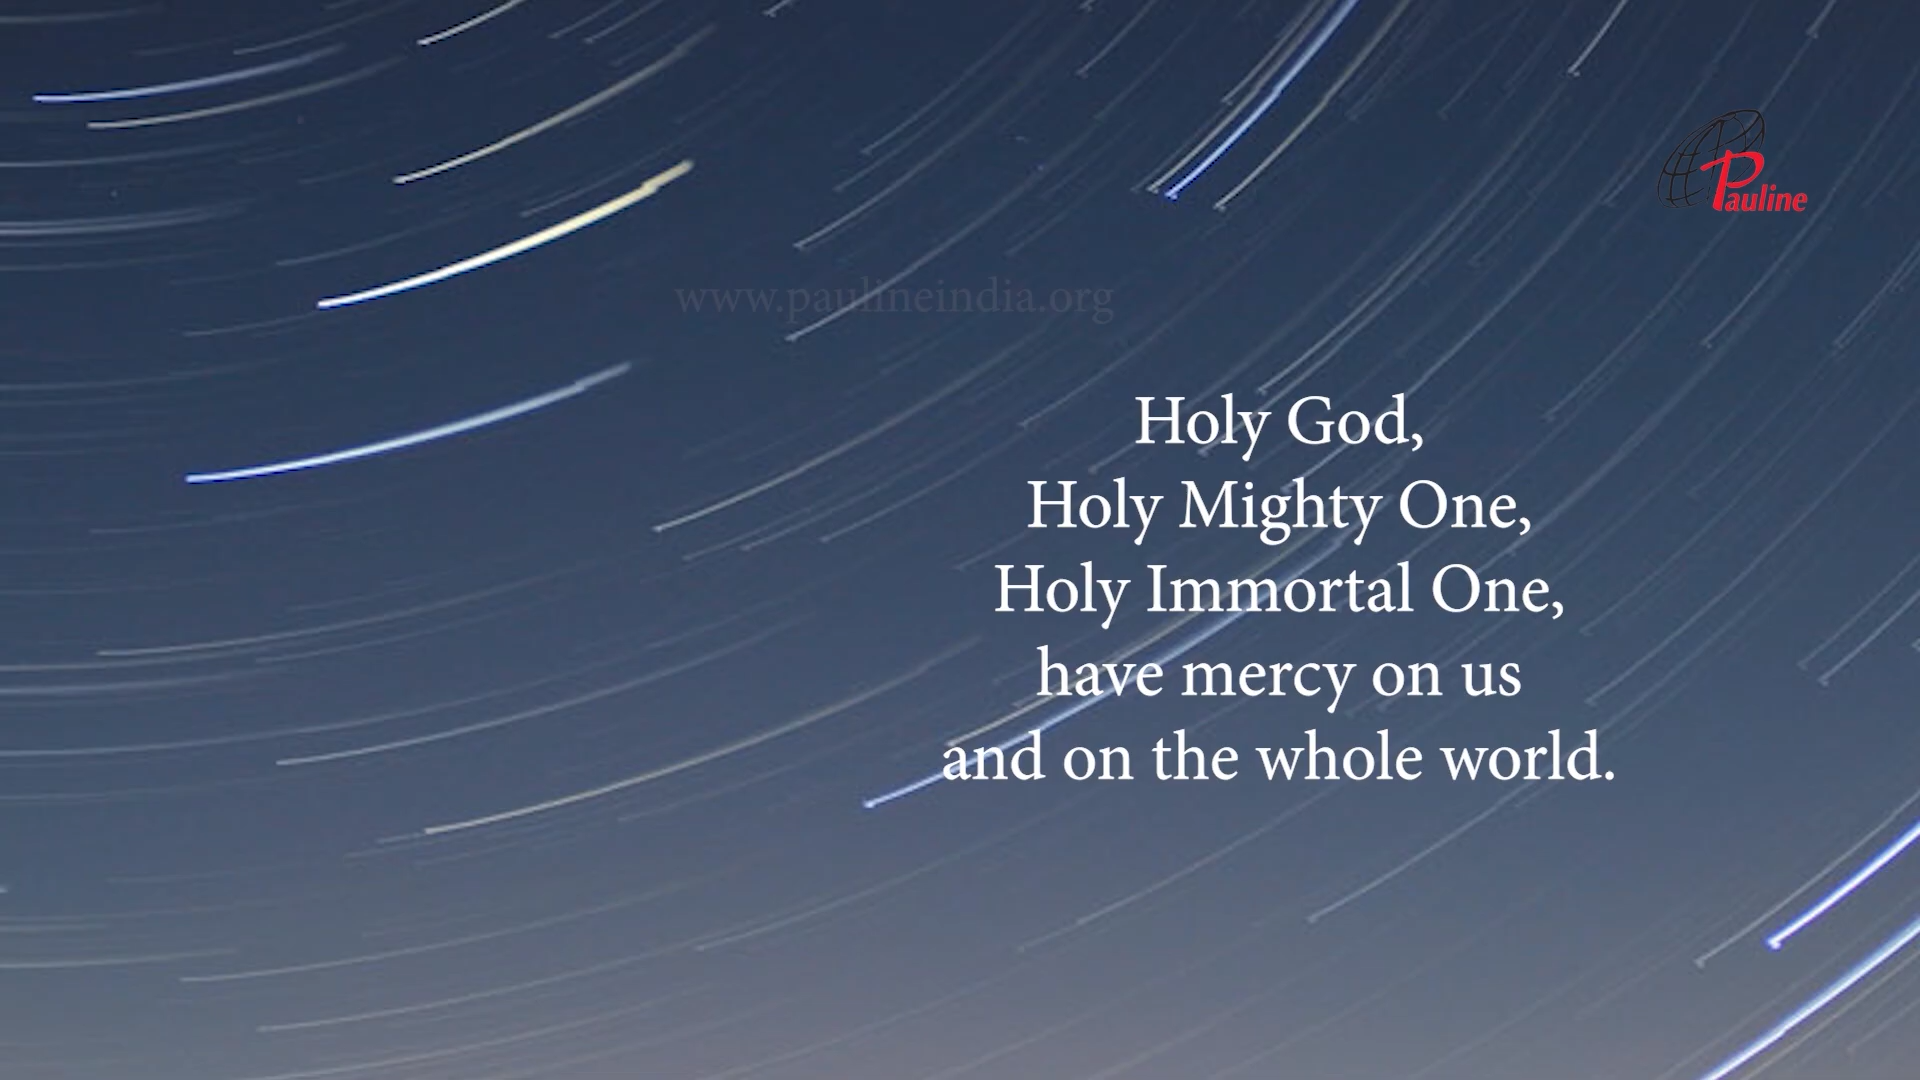 Pauline
www.paulineindia.org
Holy God,
Holy Mighty One,
Holy Immortal One,
have mercy on us
and on the whole world.